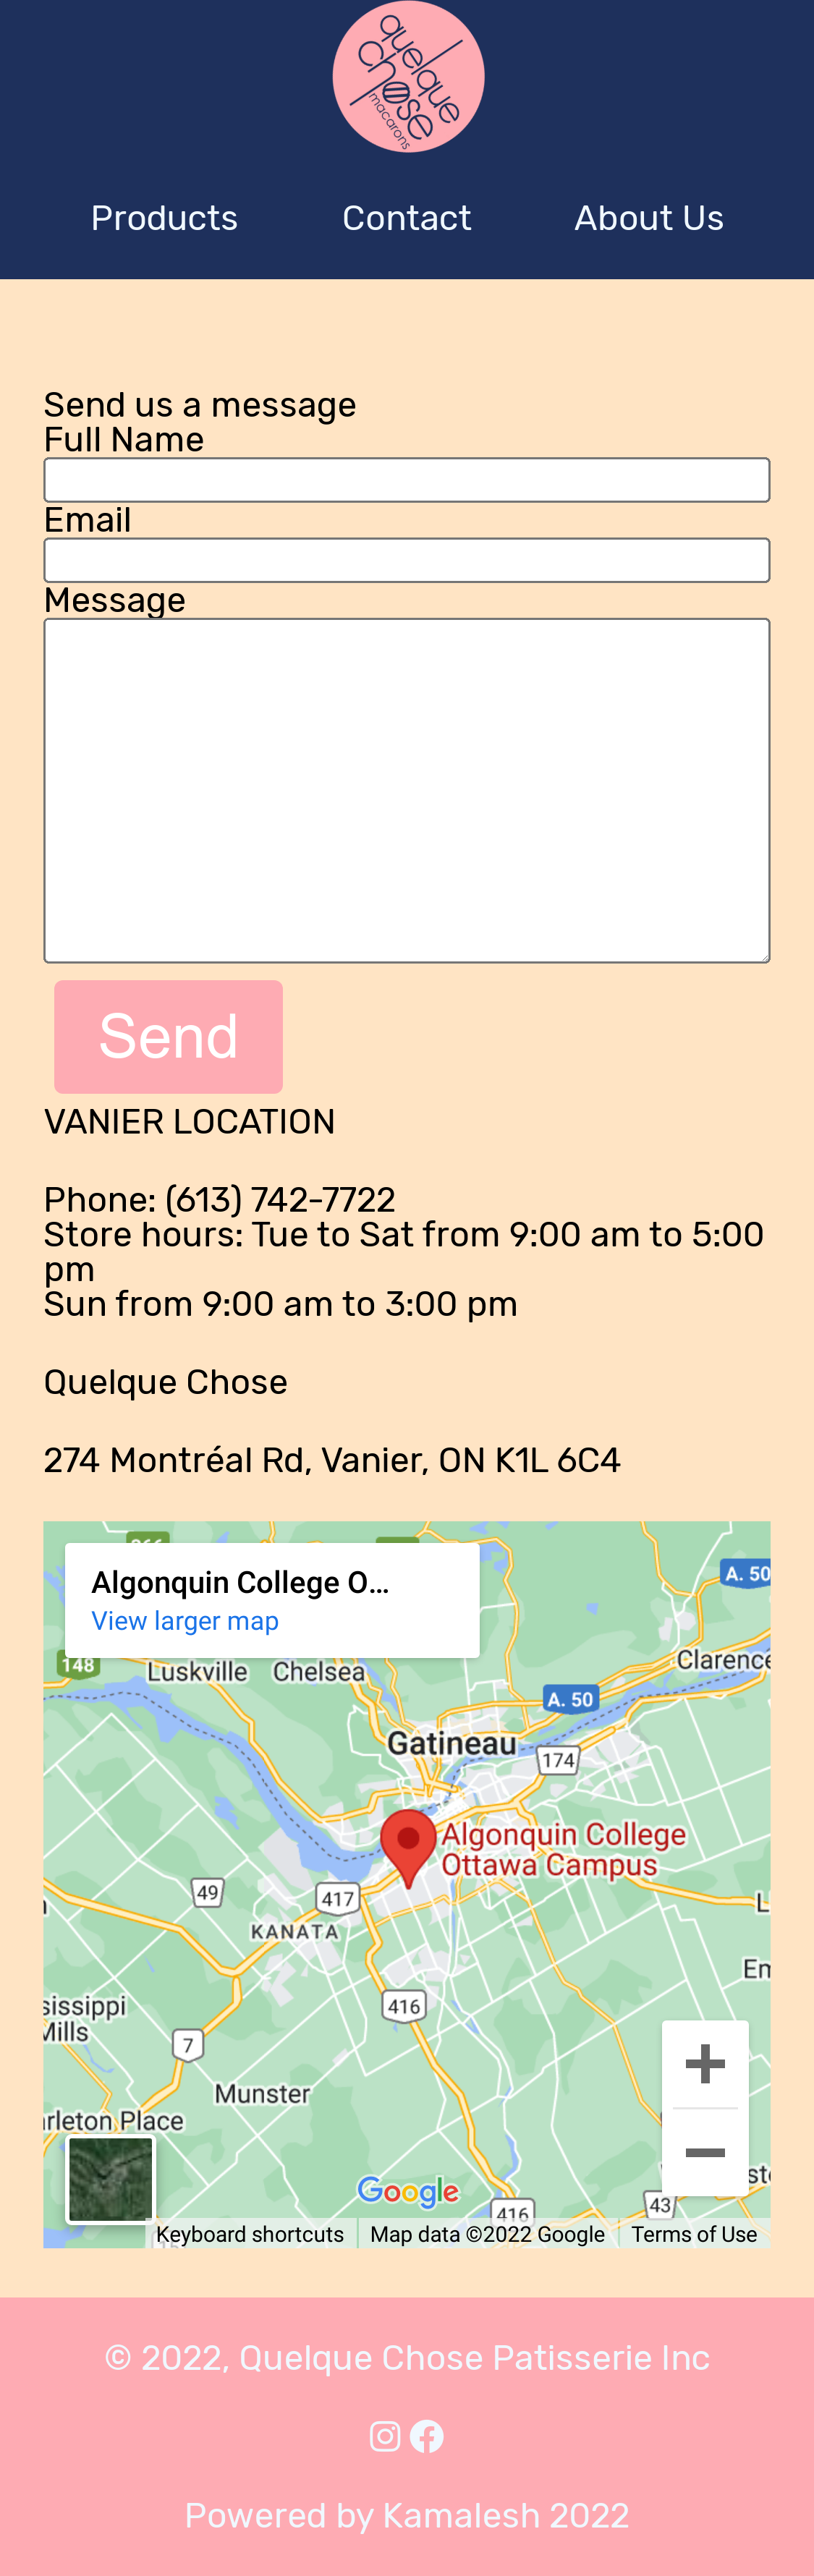 quelque
chose
macarons
Products Contact About Us
Send us a message
Full Name
Email
Message
Send
VANIER LOCATION
Phone: (613) 742-7722
Store hours: Tue to Sat from 9:00 am to 5:00
pm
Sun from 9:00 am to 3:00 pm
Quelque Chose
274 Montréal Rd, Vanier, ON K1L 6C4
Algonquin College O...
View larger map
A. 50
148
Luskville Chelsea
Clarence
A. 50
Gatineau
174
Algonquin College
Ottawa Campus
49
417
KANATA
416
sissippi
Mills
7
Munster
arleton Place
Google
416
43
Keyboard shortcuts Map data ©2022 Google Terms of Use
© 2022, Quelque Chose Patisserie Inc
Powered by Kamalesh 2022